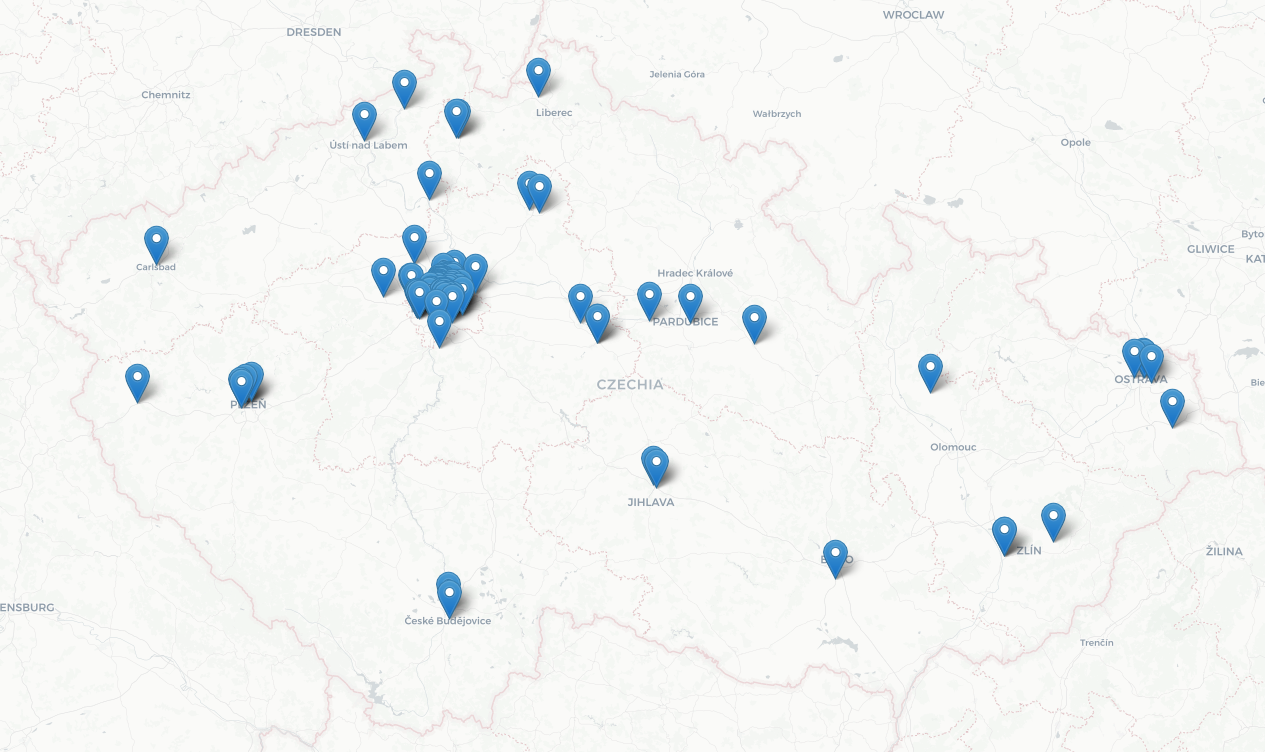 WROCLAW
DRESDEN
Jelenia Góra
Chemnitz
Liberec
Wałbrzych
Opole
Ústí nad Labem
Byto
GLIWICE
KAT
Carlsbad
Hradec Králové
PARDUBICE
OSTRAVA
Bie
CZECHIA
PLZEŇ
Olomouc
JIHLAVA
ZLÍN
ŽILINA
ENSBURG
České Budějovice
Trenčín